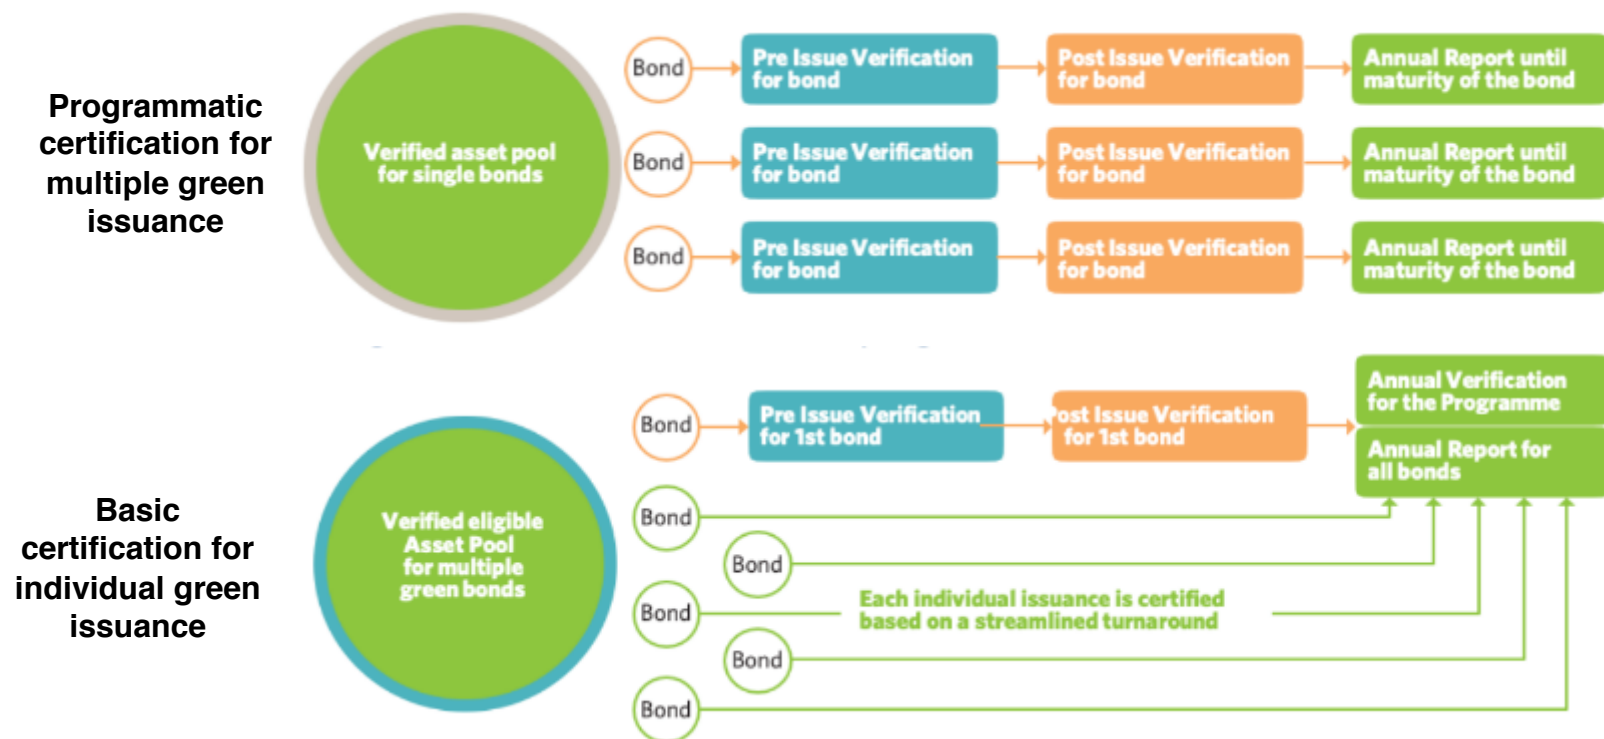 Programmatic
certification for
multiple green
issuance
Verified asset pool
for single bonds
Bond
Pre Issue Verification
for bond
Post Issue Verification
for bond
Annual Report until
maturity of the bond
Bond
Pre Issue Verification
for bond
Post Issue Verification
for bond
Annual Report until
maturity of the bond
Bond
Pre Issue Verification
for bond
Post Issue Verification
for bond
Annual Report until
maturity of the bond
Basic
certification for
individual green
issuance
Verified eligible
Asset Pool
for multiple
green bonds
Bond
Pre Issue Verification
for 1st bond
Post Issue Verification
for 1st bond
Annual Verification
for the Programme
Annual Report for
all bonds
Bond
Bond
Bond
Each individual issuance is certified
based on a streamlined turnaround
Bond
Bond